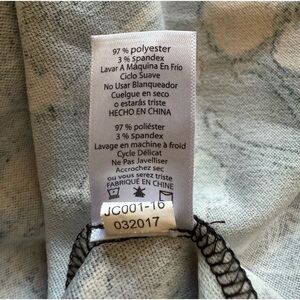 97 % polyester
3 % spandex
Lavar A Máquina En Frío
Ciclo Suave
No Usar Blanqueador
Cuelgue en seco
o estarás triste
HECHO EN CHINA
97 % poliéster
3 % Spandex
Lavage en machine à froid
Cycle Délicat
Ne Pas Javelliser
Accrochez sec
ou vous serez triste
FABRIQUÉ EN CHINE
JC001-16
032017